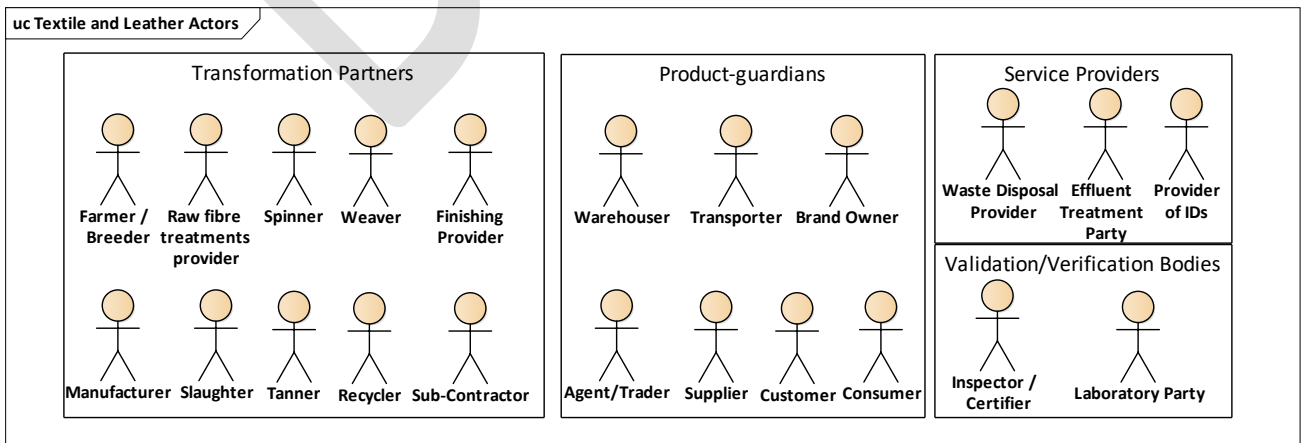 uc Textile and Leather Actors
Transformation Partners
Farmer /
Breeder
Raw fibre
treatments
provider
Spinner
Weaver
Finishing
Provider
Manufacturer
Slaughter
Tanner
Recycler
Sub-Contractor
Product-guardians
Warehouser
Transporter
Brand Owner
Agent/Trader
Supplier
Customer
Consumer
Service Providers
Waste Disposal
Provider
Effluent
Treatment
Party
Provider
of IDs
Validation/Verification Bodies
Inspector /
Certifier
Laboratory Party